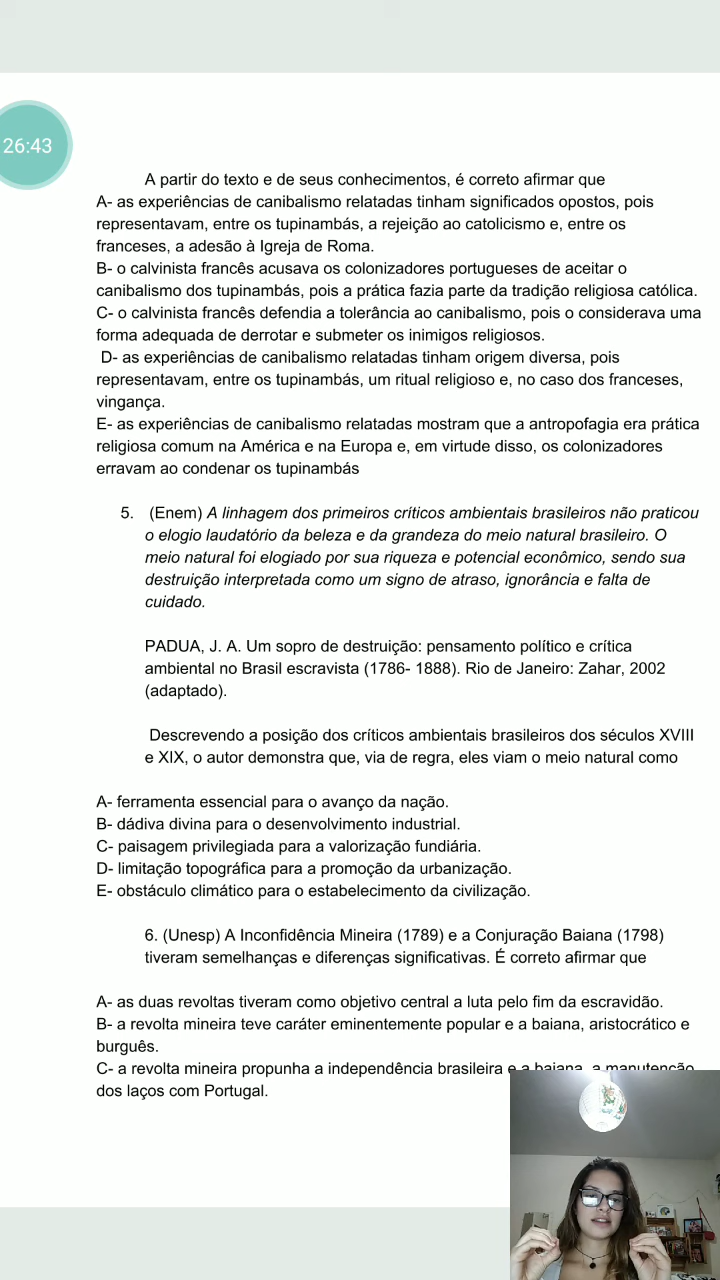 26:43
A partir do texto e de seus conhecimentos, é correto afirmar que
A- as experiências de canibalismo relatadas tinham significados opostos, pois
representavam, entre os tupinambás, a rejeição ao catolicismo e, entre os
franceses, a adesão à Igreja de Roma.
B- o calvinista francês acusava os colonizadores portugueses de aceitar o
canibalismo dos tupinambás, pois a prática fazia parte da tradição religiosa católica.
C- o calvinista francês defendia a tolerância ao canibalismo, pois o considerava uma
forma adequada de derrotar e submeter os inimigos religiosos.
D- as experiências de canibalismo relatadas tinham origem diversa, pois
representavam, entre os tupinambás, um ritual religioso e, no caso dos franceses,
vingança.
E- as experiências de canibalismo relatadas mostram que a antropofagia era prática
religiosa comum na América e na Europa e, em virtude disso, os colonizadores
erravam ao condenar os tupinambás
5. (Enem) A linhagem dos primeiros críticos ambientais brasileiros não praticou
o elogio laudatório da beleza e da grandeza do meio natural brasileiro. O
meio natural foi elogiado por sua riqueza e potencial econômico, sendo sua
destruição interpretada como um signo de atraso, ignorância e falta de
cuidado.
PADUA, J. A. Um sopro de destruição: pensamento político e crítica
ambiental no Brasil escravista (1786- 1888). Rio de Janeiro: Zahar, 2002
(adaptado).
Descrevendo a posição dos críticos ambientais brasileiros dos séculos XVIII
e XIX, o autor demonstra que, via de regra, eles viam o meio natural como
A- ferramenta essencial para o avanço da nação.
B- dádiva divina para o desenvolvimento industrial.
C- paisagem privilegiada para a valorização fundiária.
D- limitação topográfica para a promoção da urbanização.
E- obstáculo climático para o estabelecimento da civilização.
6. (Unesp) A Inconfidência Mineira (1789) e a Conjuração Baiana (1798)
tiveram semelhanças e diferenças significativas. É correto afirmar que
A- as duas revoltas tiveram como objetivo central a luta pelo fim da escravidão.
B- a revolta mineira teve caráter eminentemente popular e a baiana, aristocrático e
burguês.
C- a revolta mineira propunha a independência brasileira e a baiana, a manutenção
dos laços com Portugal.